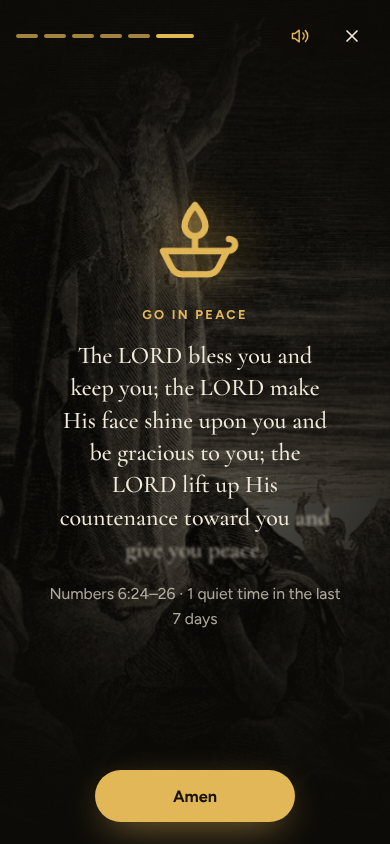 GO IN PEACE
The LORD bless you and
keep you; the LORD make
His face shine upon you and
be gracious to you; the
LORD lift up His
countenance toward you and
give you peace.
Numbers 6:24–26 · 1 quiet time in the last
7 days
Amen